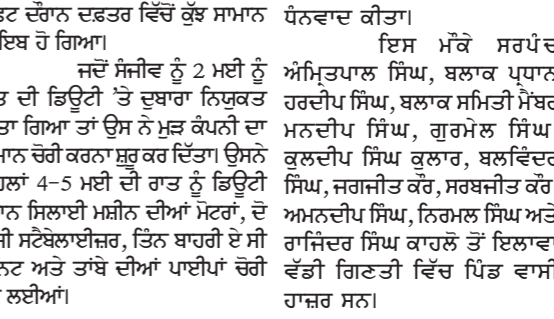 ਦੌਰਾਨ ਦਫ਼ਤਰ ਵਿੱਚੋਂ ਕੁੱਝ ਸਾਮਾਨ
ਹੋ ਗਿਆ।
ਜਦੋਂ ਸੰਜੀਵ ਨੂੰ 2 ਮਈ ਨੂੰ
ਦੀ ਡਿਊਟੀ ’ਤੇ ਦੁਬਾਰਾ ਨਿਯੁਕਤ
ਗਿਆ ਤਾਂ ਉਸ ਨੇ ਮੁੜ ਕੰਪਨੀ ਦਾ
ਚੋਰੀ ਕਰਨਾ ਸ਼ੁਰੂ ਕਰ ਦਿੱਤਾ। ਉਸਨੇ
4-5 ਮਈ ਦੀ ਰਾਤ ਨੂੰ ਡਿਊਟੀ
ਸਿਲਾਈ ਮਸ਼ੀਨ ਦੀਆਂ ਮੋਟਰਾਂ, ਦੋ
ਸਟੈਬੇਲਾਈਜ਼ਰ, ਤਿੰਨ ਬਾਹਰੀ ਏ ਸੀ
ਅਤੇ ਤਾਂਬੇ ਦੀਆਂ ਪਾਈਪਾਂ ਚੋਰੀ
ਲਈਆਂ।
ਧੰਨਵਾਦ ਕੀਤਾ।
ਇਸ ਮੌਕੇ ਸਰਪੰਚ
ਅੰਮ੍ਰਿਤਪਾਲ ਸਿੰਘ, ਬਲਾਕ ਪ੍ਰਧਾਨ
ਹਰਦੀਪ ਸਿੰਘ, ਬਲਾਕ ਸਮਿਤੀ ਮੈਂਬਰ
ਮਨਦੀਪ ਸਿੰਘ, ਗੁਰਮੇਲ ਸਿੰਘ
ਕੁਲਦੀਪ ਸਿੰਘ ਕੁਲਾਰ, ਬਲਵਿੰਦਰ
ਸਿੰਘ, ਜਗਜੀਤ ਕੌਰ, ਸਰਬਜੀਤ ਕੌਰ
ਅਮਨਦੀਪ ਸਿੰਘ, ਨਿਰਮਲ ਸਿੰਘ ਅਤੇ
ਰਾਜਿੰਦਰ ਸਿੰਘ ਕਾਹਲੋ ਤੋਂ ਇਲਾਵਾ
ਵੱਡੀ ਗਿਣਤੀ ਵਿੱਚ ਪਿੰਡ ਵਾਸੀ
ਹਾਜ਼ਰ ਸਨ।